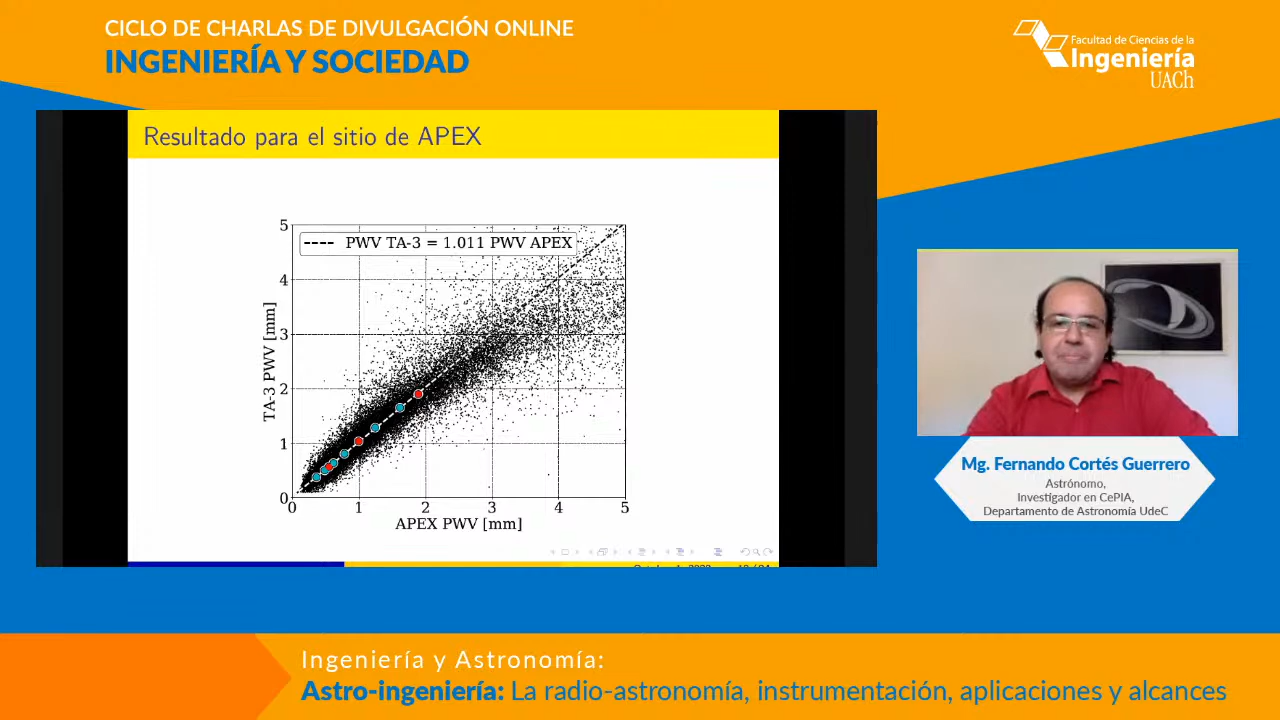 CICLO DE CHARLAS DE DIVULGACIÓN ONLINE
INGENIERÍA Y SOCIEDAD
Facultad de Ciencias de la
Ingeniería
UACh
Resultado para el sitio de APEX
PWV TA-3 = 1.011 PWV APEX
5
4
3
2
1
0
TA-3 PWV [mm]
0 1 2 3 4 5
APEX PWV [mm]
Mg. Fernando Cortés Guerrero
Astrónomo,
Investigador en CePIA,
Departamento de Astronomía UdeC
Ingeniería y Astronomía:
Astro-ingeniería: La radio-astronomía, instrumentación, aplicaciones y alcances